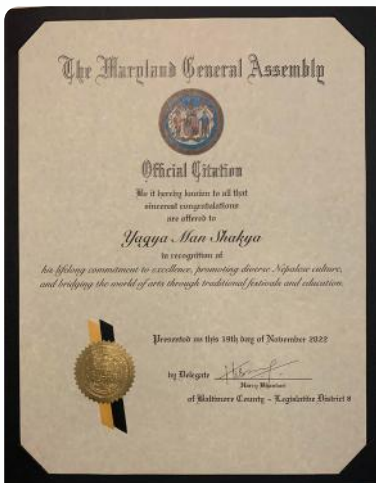 The Maryland General Assembly
Official Citation
Be it hereby known to all that
sincerest congratulations
are offered to
Yagya Man Shakya
in recognition of
his lifelong commitment to excellence, promoting diverse Nepalese culture,
and bridging the world of arts through traditional festivals and education.
Presented on this 19th day of November 2022
by Delegate
Harry Bhandari
of Baltimore County - Legislative District 8